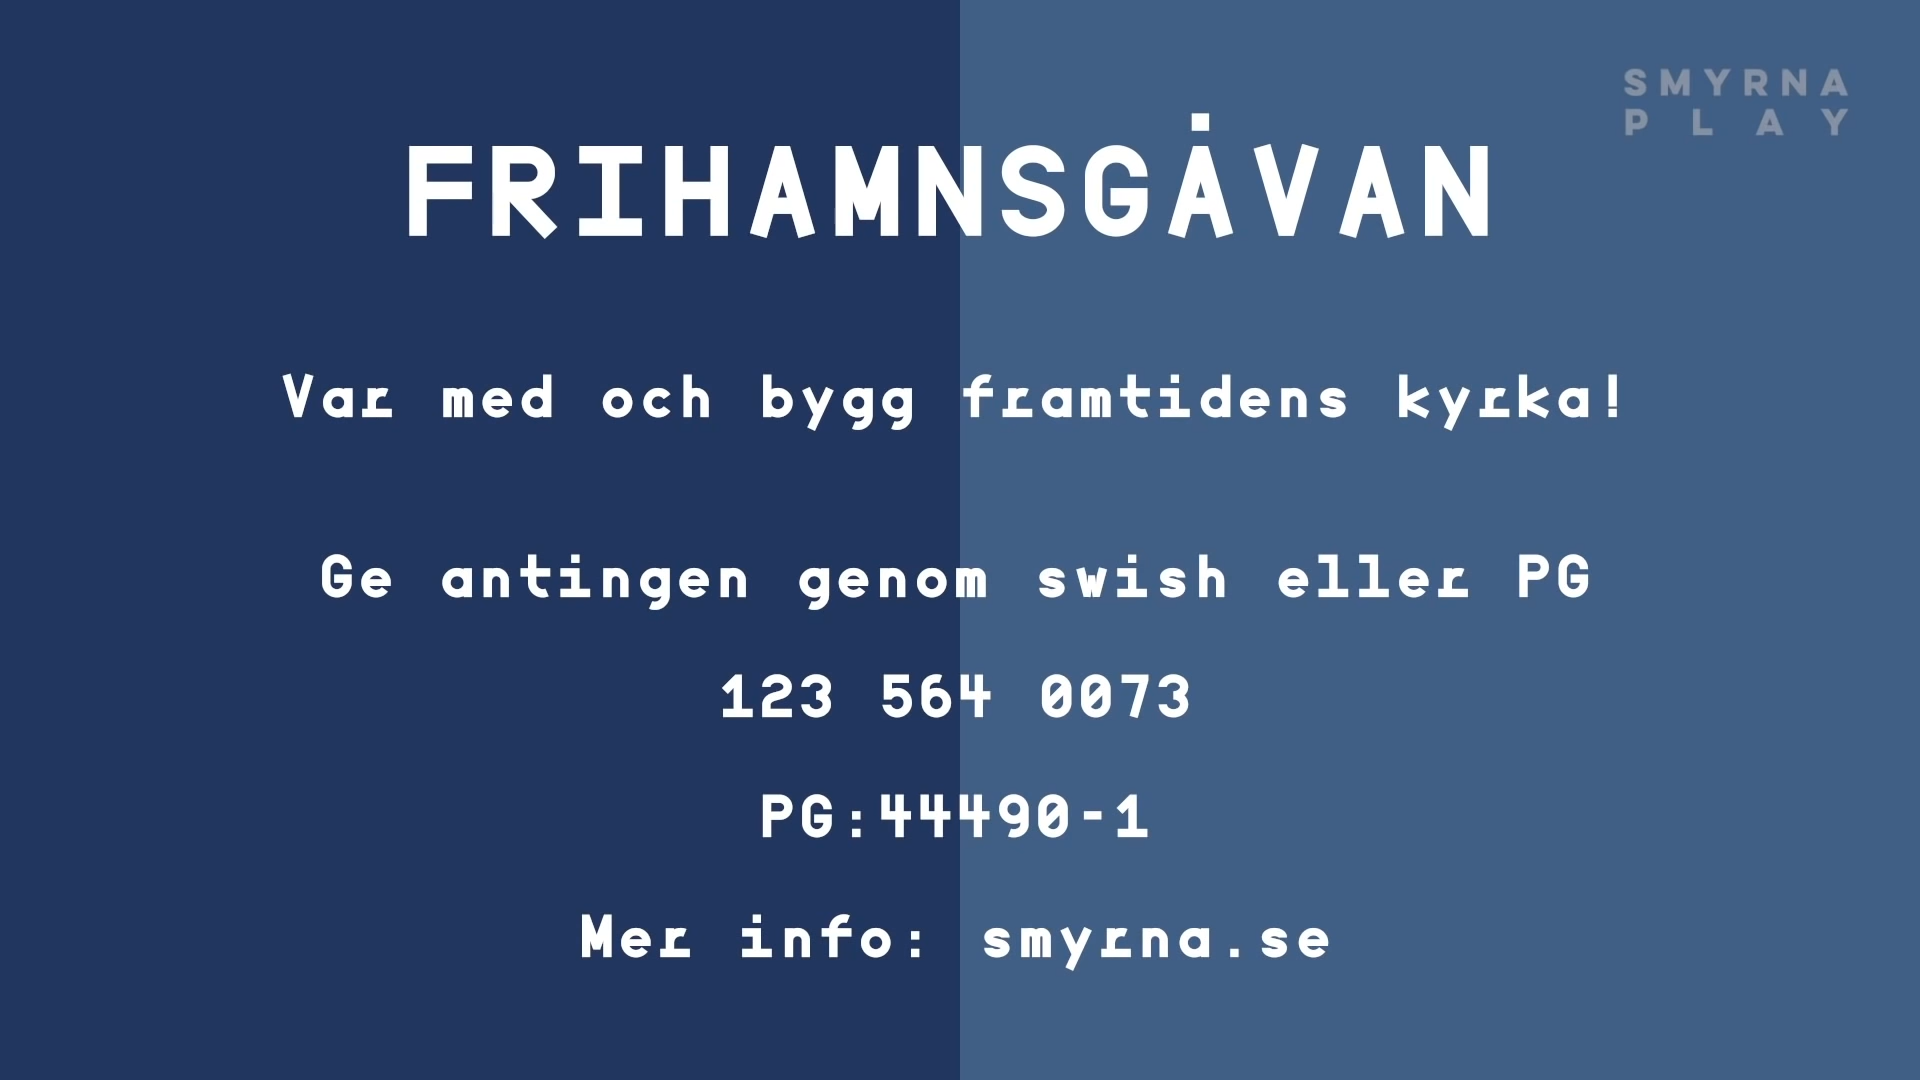 SMYRNA
PLAY
FRIHAMNSGÅVAN
Var med och bygg framtidens kyrka!
Ge antingen genom swish eller PG
123 564 0073
PG:44490-1
Mer info: smyrna.se